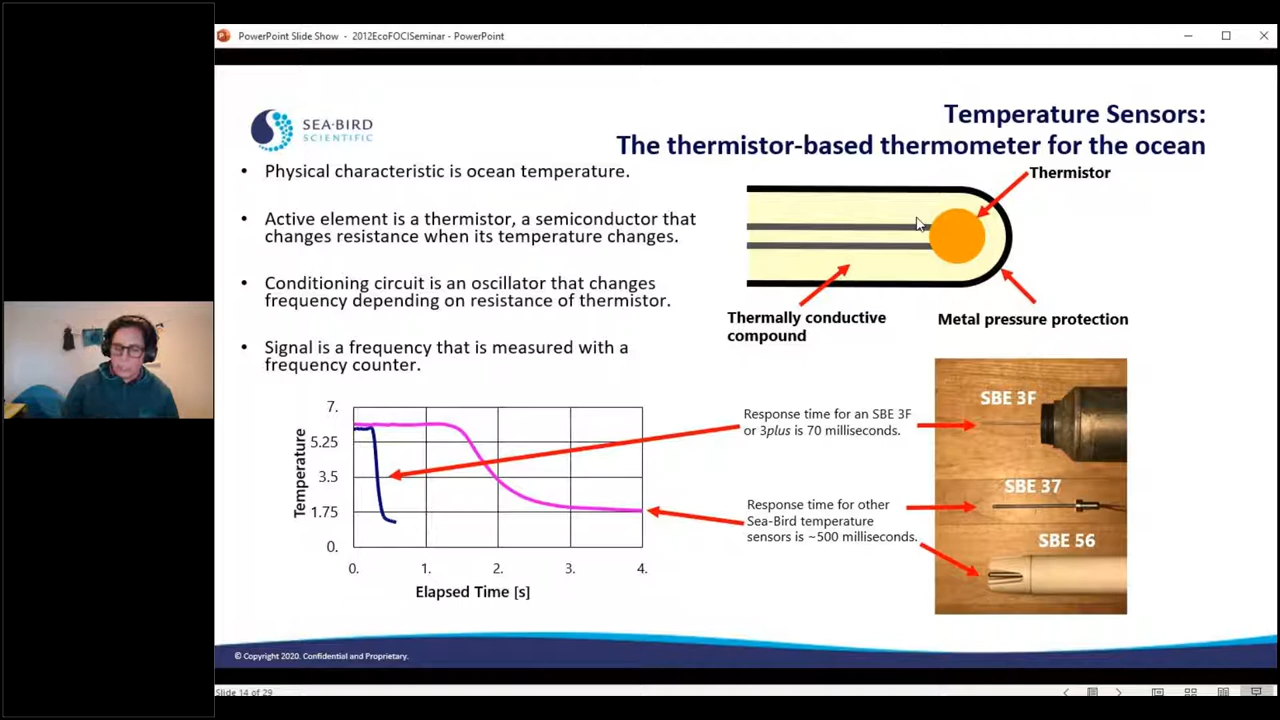 PowerPoint Slide Show - 2012EcoFOCISeminar - PowerPoint
SEA·BIRD
SCIENTIFIC
Temperature Sensors:
The thermistor-based thermometer for the ocean
• Physical characteristic is ocean temperature.
• Active element is a thermistor, a semiconductor that
changes resistance when its temperature changes.
• Conditioning circuit is an oscillator that changes
frequency depending on resistance of thermistor.
• Signal is a frequency that is measured with a
frequency counter.
Thermistor
Thermally conductive
compound
Metal pressure protection
7.
5.25
3.5
1.75
0.
Temperature
0. 1. 2. 3. 4.
Elapsed Time [s]
Response time for an SBE 3F
or 3plus is 70 milliseconds.
Response time for other
Sea-Bird temperature
sensors is ~500 milliseconds.
SBE 3F
SBE 37
SBE 56
© Copyright 2020. Confidential and Proprietary.
Slide 14 of 29